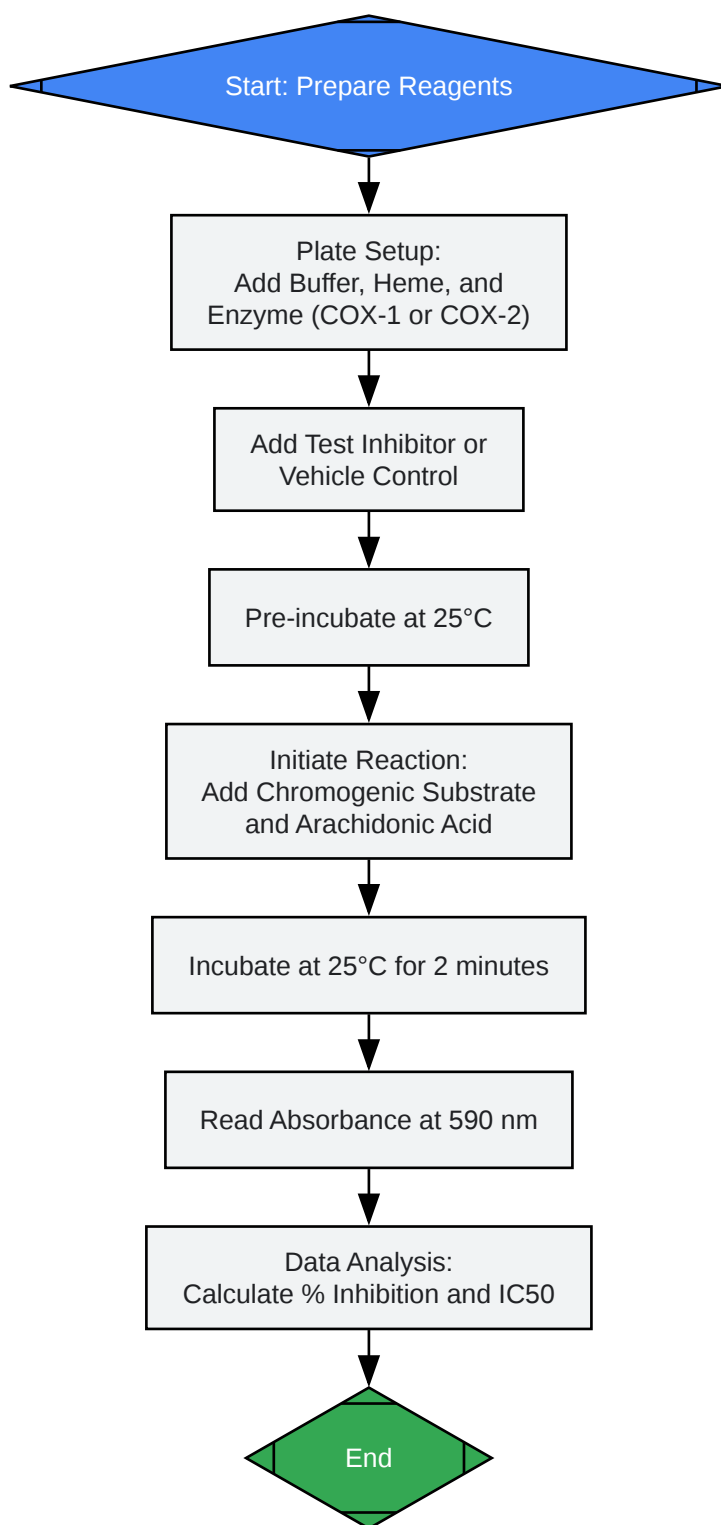 Start: Prepare Reagents
Plate Setup:
Add Buffer, Heme, and
Enzyme (COX-1 or COX-2)
Add Test Inhibitor or
Vehicle Control
Pre-incubate at 25°C
Initiate Reaction:
Add Chromogenic Substrate
and Arachidonic Acid
Incubate at 25°C for 2 minutes
Read Absorbance at 590 nm
Data Analysis:
Calculate % Inhibition and IC50
End